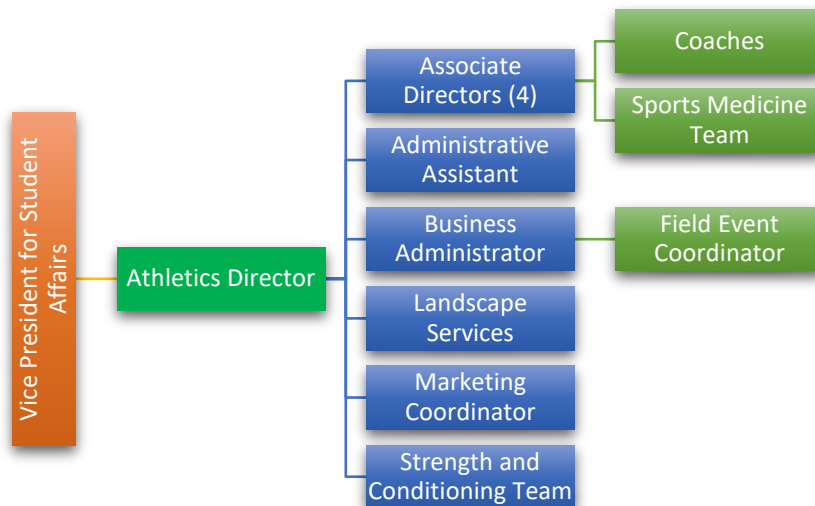 Vice President for Student
Affairs
Athletics Director
Associate
Directors (4)
Administrative
Assistant
Business
Administrator
Landscape
Services
Marketing
Coordinator
Strength and
Conditioning Team
Coaches
Sports Medicine
Team
Field Event
Coordinator